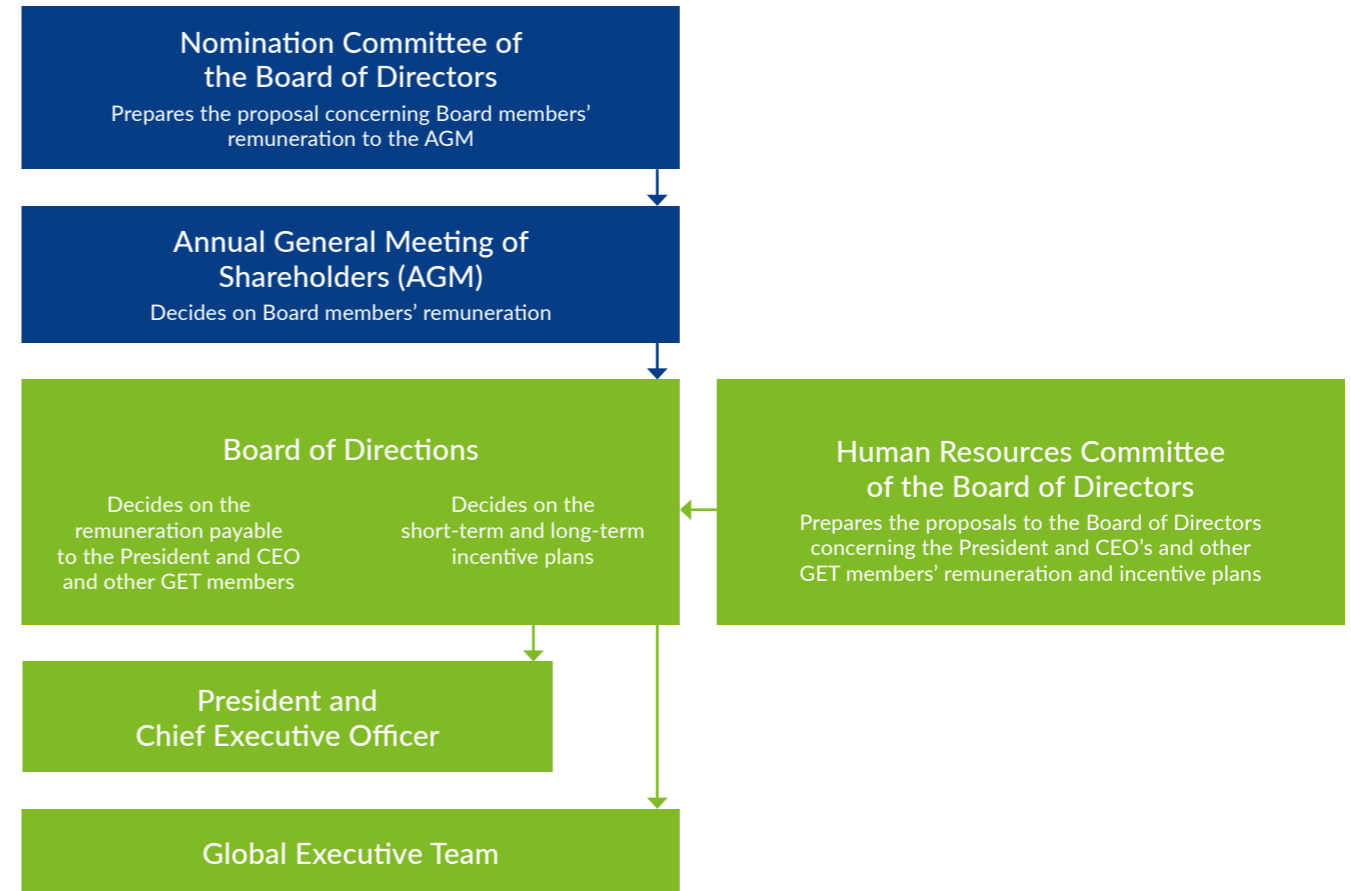 Nomination Committee of
the Board of Directors
Prepares the proposal concerning Board members’
remuneration to the AGM
Annual General Meeting of
Shareholders (AGM)
Decides on Board members’ remuneration
Board of Directions
Decides on the
remuneration payable
to the President and CEO
and other GET members
Decides on the
short-term and long-term
incentive plans
Human Resources Committee
of the Board of Directors
Prepares the proposals to the Board of Directors
concerning the President and CEO’s and other
GET members’ remuneration and incentive plans
President and
Chief Executive Officer
Global Executive Team